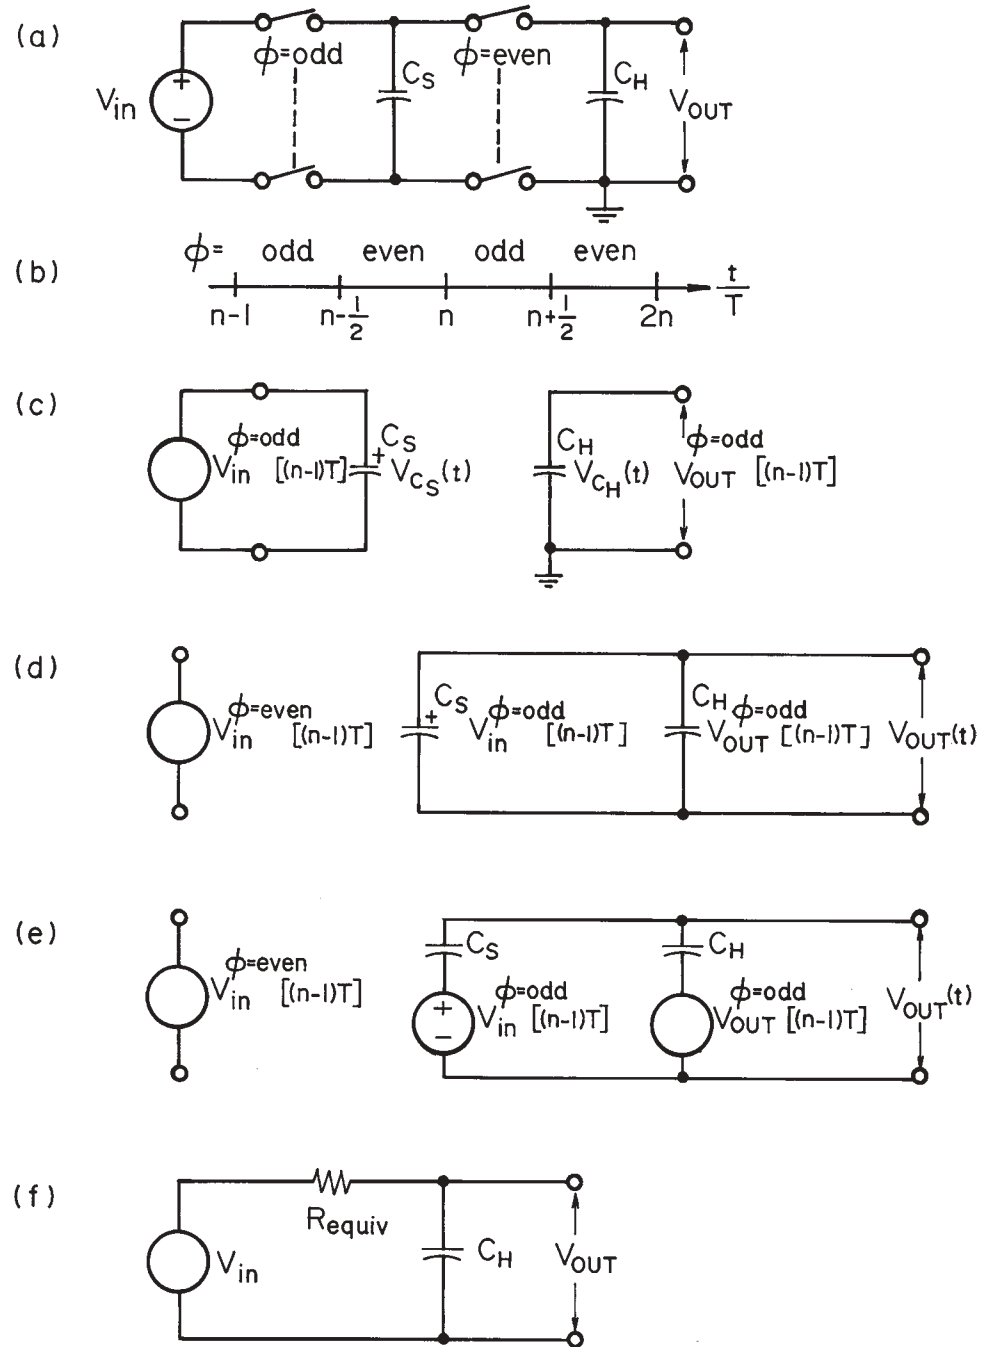 (a)
ϕ=odd
ϕ=even
Vin
+
−
CS
CH
VOUT
(b)
ϕ= odd even odd even
t/T
n-1 n-1/2 n n+1/2 2n
(c)
Vin ϕ=odd [(n-1)T]
CS
+
VCS(t)
CH
VCH(t)
VOUT ϕ=odd [(n-1)T]
(d)
Vin ϕ=even [(n-1)T]
CS
+
Vin ϕ=odd [(n-1)T]
CH
VOUT ϕ=odd [(n-1)T]
VOUT(t)
(e)
Vin ϕ=even [(n-1)T]
CS
+
−
Vin ϕ=odd [(n-1)T]
CH
VOUT ϕ=odd [(n-1)T]
VOUT(t)
(f)
Requiv
Vin
CH
VOUT